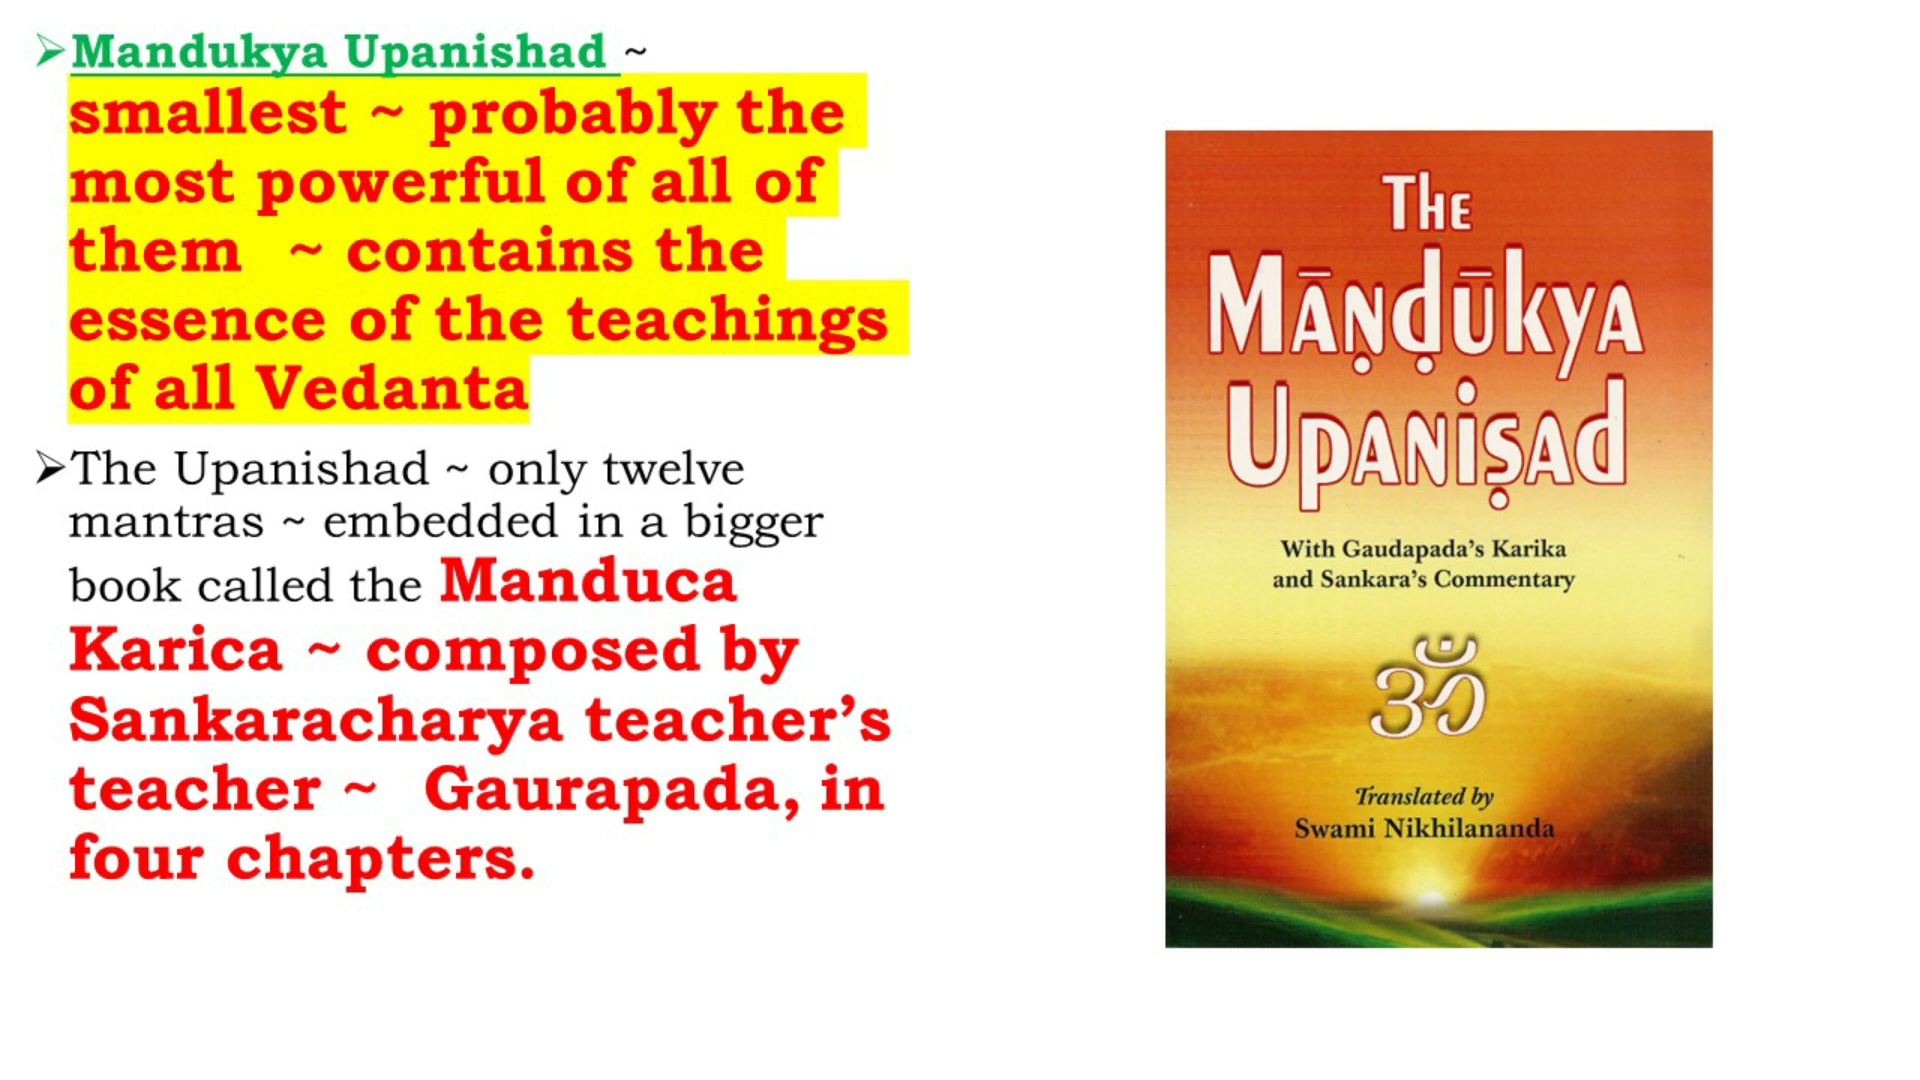 ➢Mandukya Upanishad ~
smallest ~ probably the
most powerful of all of
them ~ contains the
essence of the teachings
of all Vedanta
➢The Upanishad ~ only twelve
mantras ~ embedded in a bigger
book called the Manduca
Karica ~ composed by
Sankaracharya teacher’s
teacher ~ Gaurapada, in
four chapters.
The
Māṇḍūkya
Upaniṣad
With Gaudapada’s Karika
and Sankara’s Commentary
ॐ
Translated by
Swami Nikhilananda